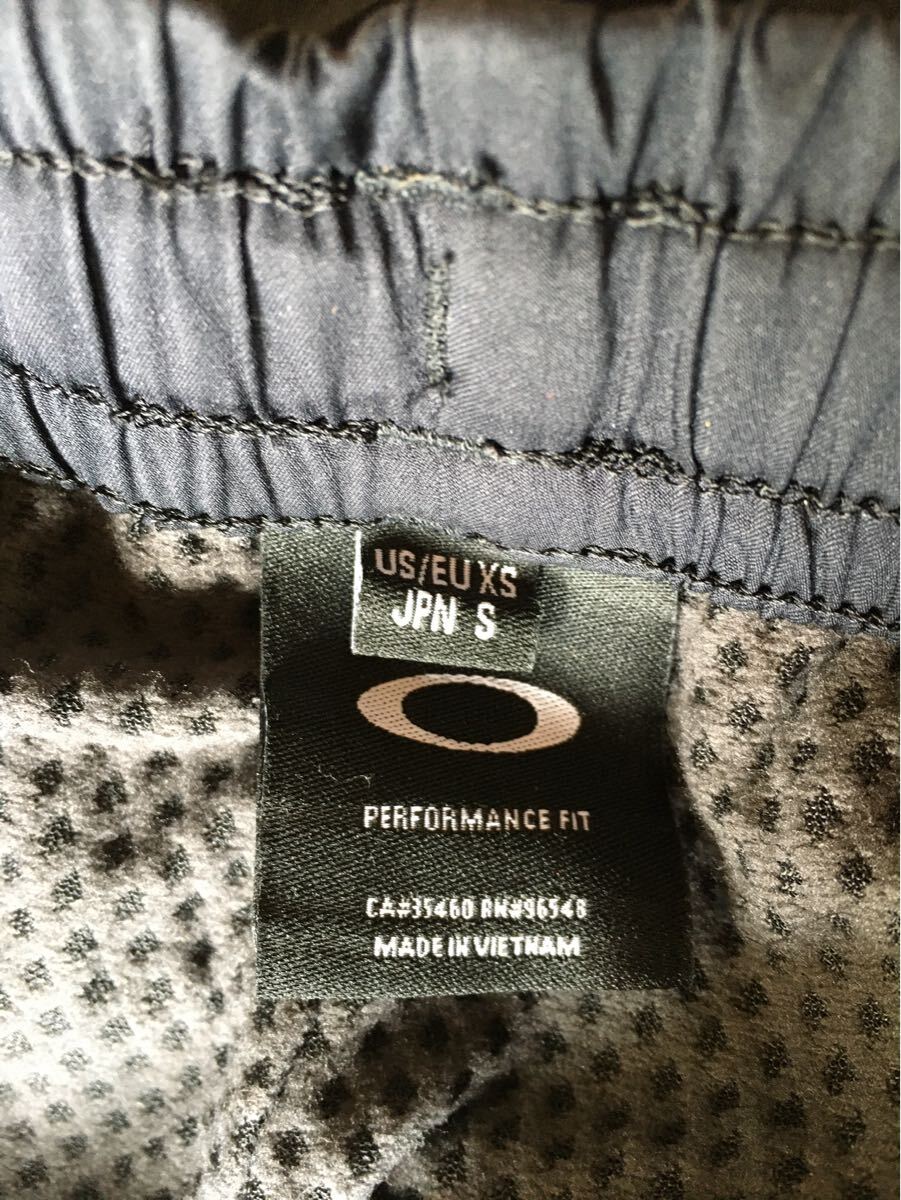 US/EU XS
JPN S
PERFORMANCE FIT
CA#35460 RN#96548
MADE IN VIETNAM